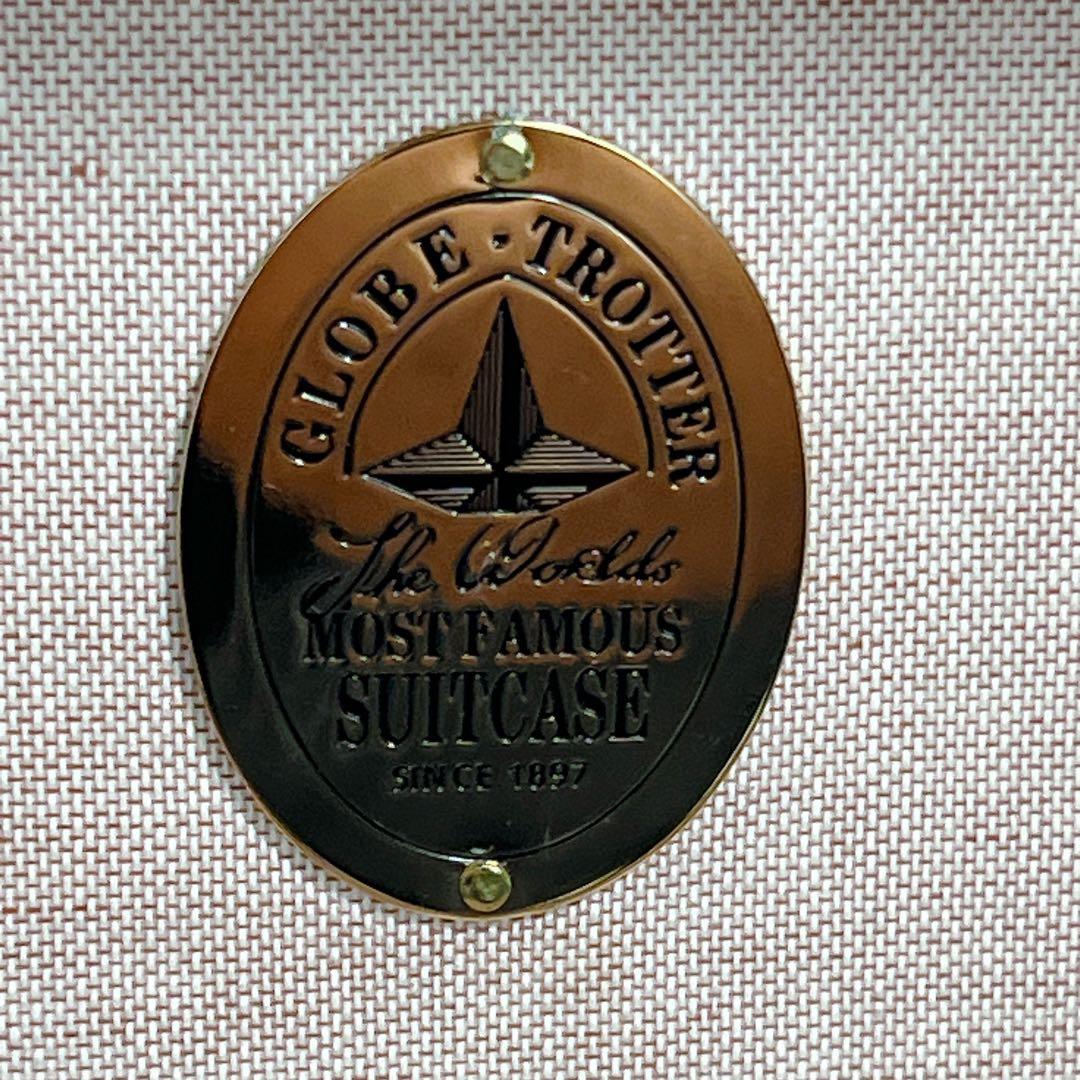 GLOBE·TROTTER
The Worlds
MOST FAMOUS
SUITCASE
SINCE 1897